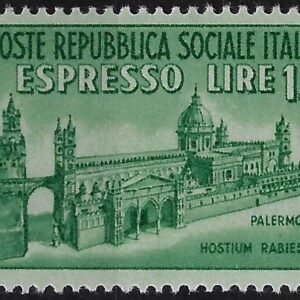 POSTE REPUBBLICA SOCIALE ITAL
ESPRESSO LIRE 1
PALERMO
HOSTIUM RABIES